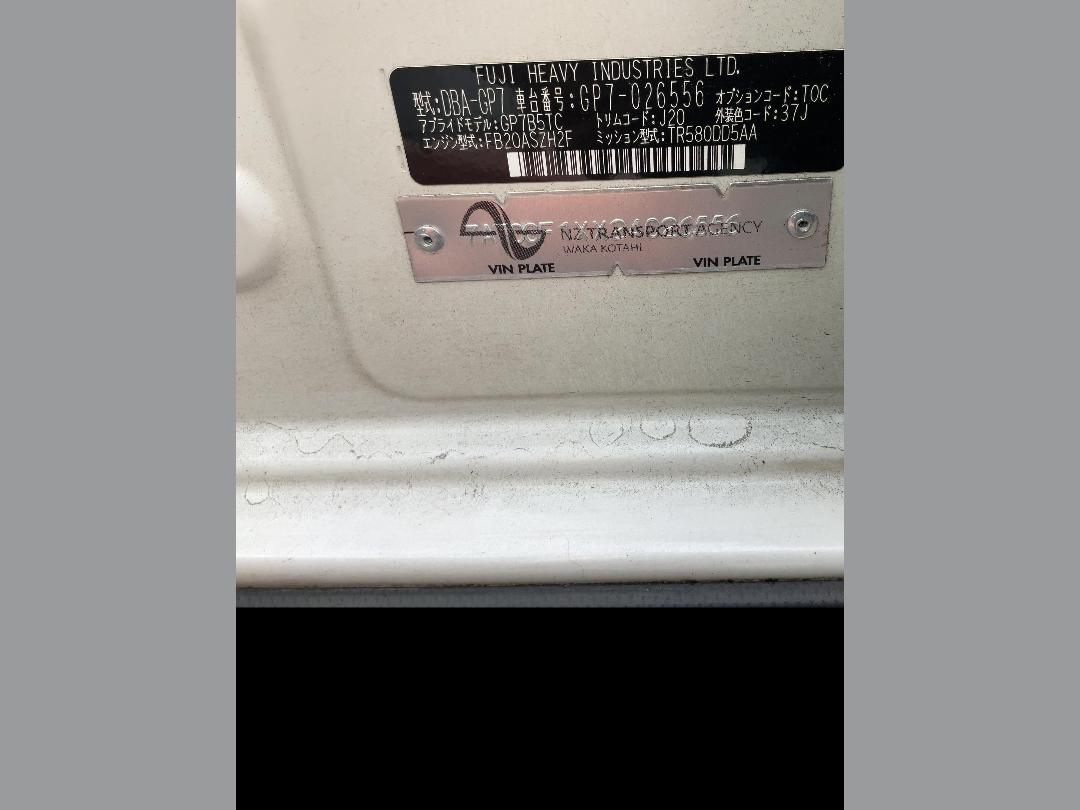 FUJI HEAVY INDUSTRIES LTD.
型式:DBA-GP7 車台番号:GP7-026556 オプションコード:TOC
アプライドモデル:GP7B5TC トリムコード:J20 外装色コード:37J
エンジン型式:FB20ASZH2F ミッション型式:TR580DD5AA
NZ TRANSPORT AGENCY
WAKA KOTAHI
VIN PLATE VIN PLATE